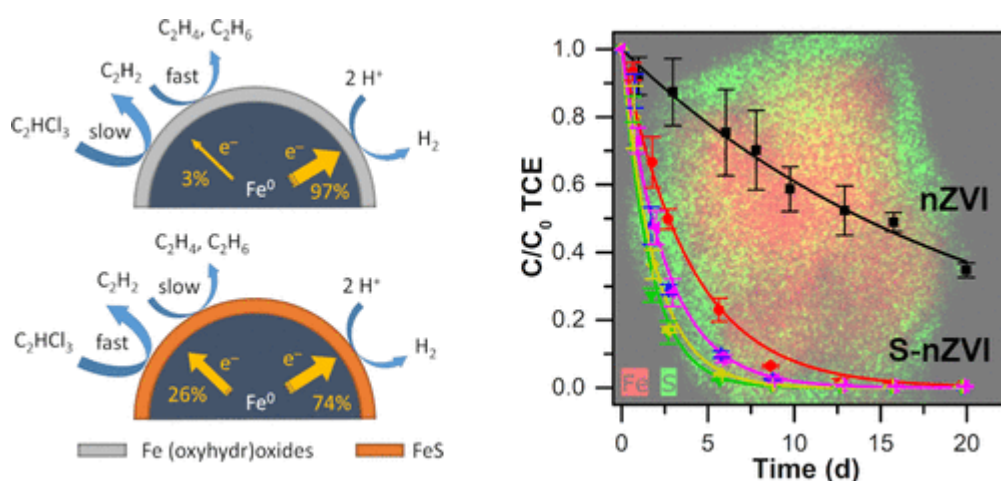 C₂H₄, C₂H₆
C₂H₂
fast
2 H⁺
C₂HCl₃
slow
e⁻
e⁻
H₂
3%
Fe⁰
97%
C₂H₄, C₂H₆
C₂H₂
slow
2 H⁺
C₂HCl₃
fast
e⁻
e⁻
H₂
26%
Fe⁰
74%
Fe (oxyhydr)oxides
FeS
C/C₀ TCE
1.0
0.8
0.6
0.4
0.2
0.0
nZVI
S-nZVI
Fe
S
0
5
10
15
20
Time (d)